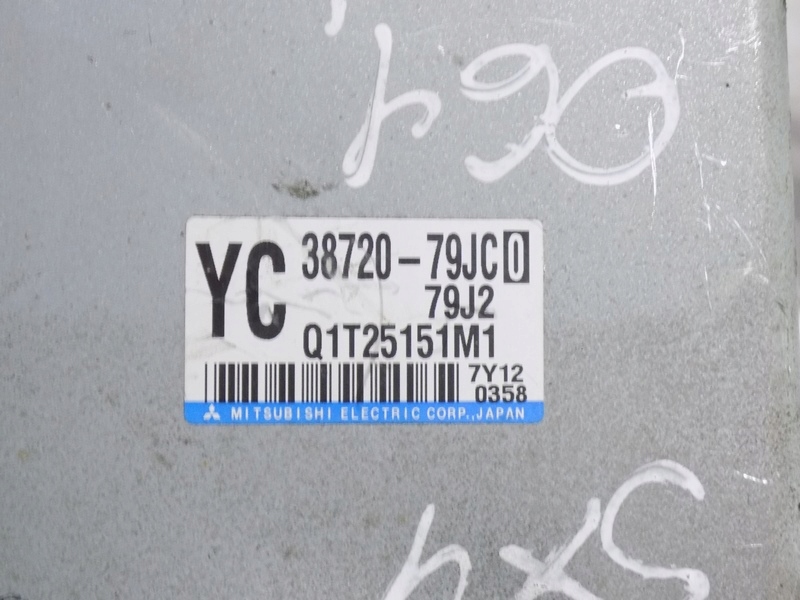 YC
38720-79JC0
79J2
Q1T25151M1
7Y12
0358
MITSUBISHI ELECTRIC CORP.,JAPAN